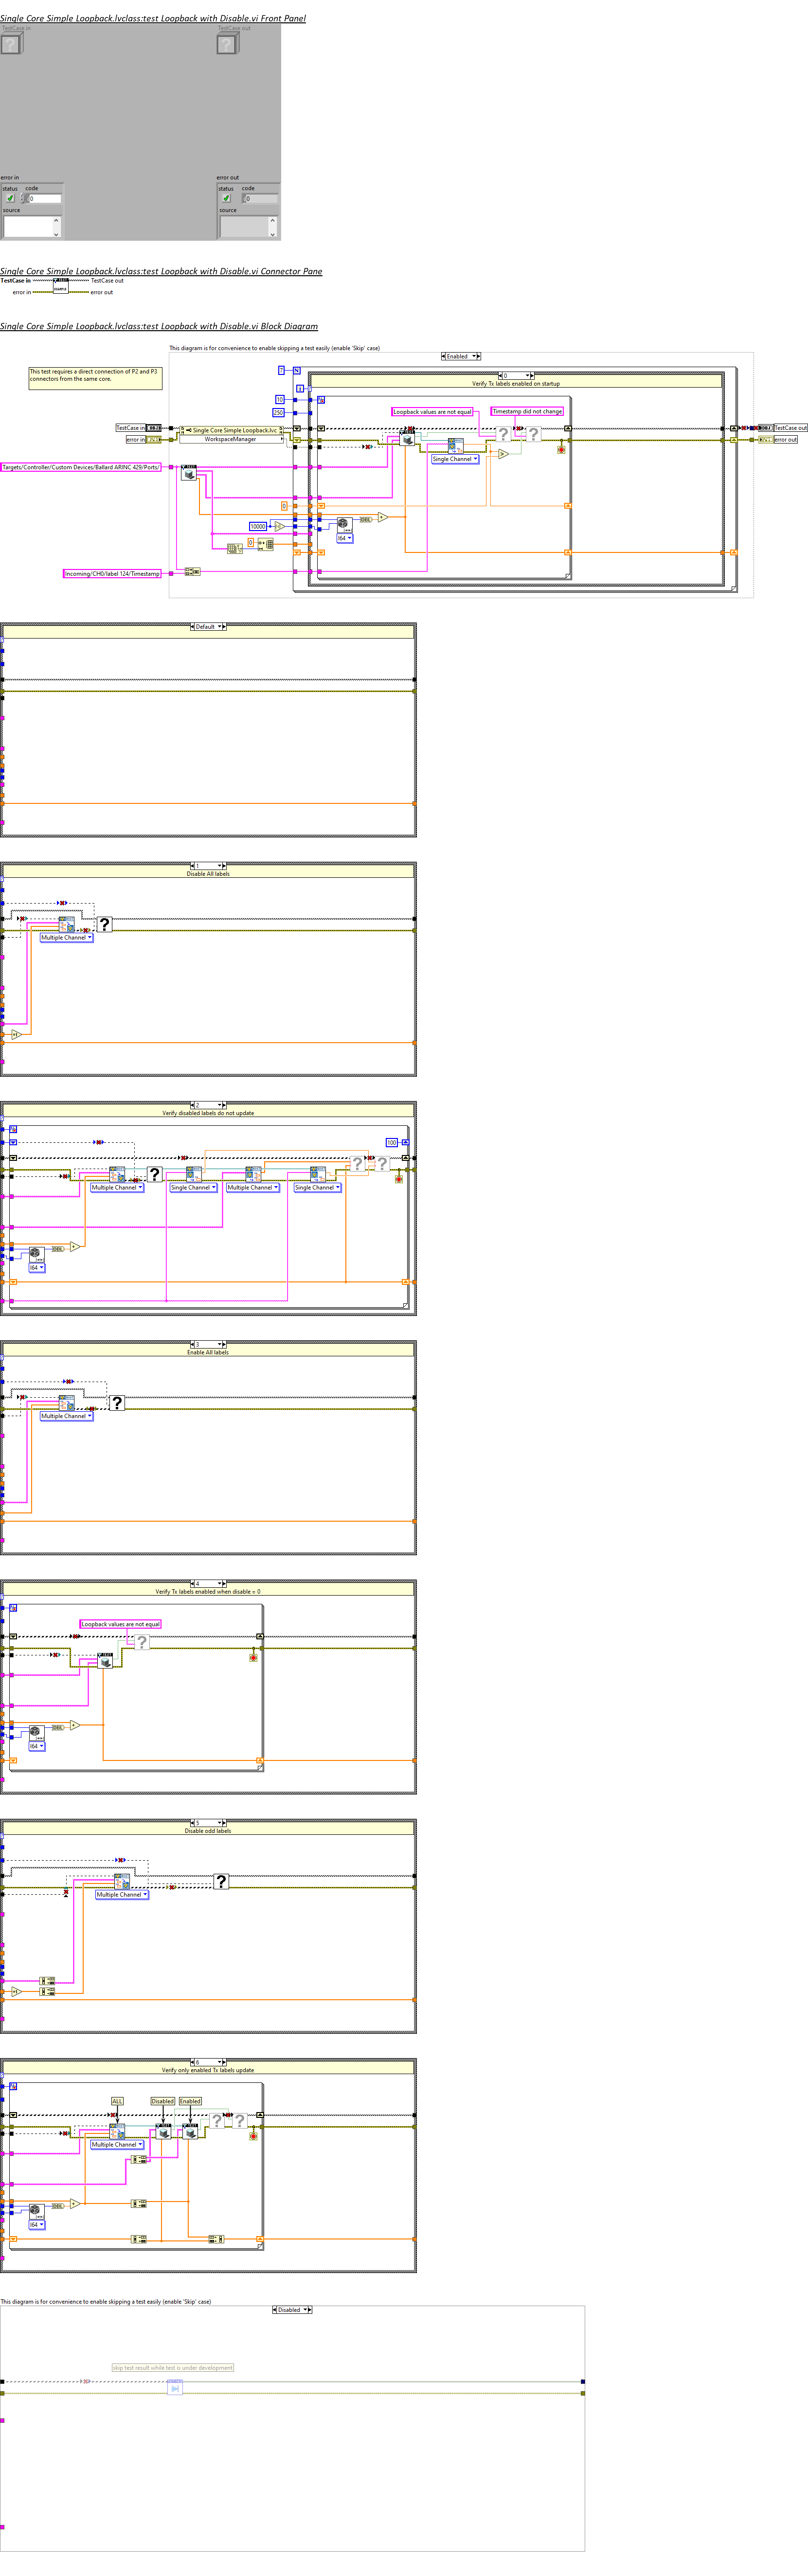 Single Core Simple Loopback.lvclass:test Loopback with Disable.vi Front Panel
TestCase in
TestCase out
error in
status code
0
source
error out
status code
0
source
Single Core Simple Loopback.lvclass:test Loopback with Disable.vi Connector Pane
TestCase in
TestCase out
error in
error out
Single Core Simple Loopback.lvclass:test Loopback with Disable.vi Block Diagram
This diagram is for convenience to enable skipping a test easily (enable 'Skip' case)
Enabled
This test requires a direct connection of P2 and P3
connectors from the same core.
7
N
i
0
Verify Tx labels enabled on startup
10
250
Loopback values are not equal
Timestamp did not change
TestCase in
error in
Single Core Simple Loopback.lvc
WorkspaceManager
Single Channel
TestCase out
error out
Targets/Controller/Custom Devices/Ballard ARINC 429/Ports/
0
10000
I64
0
Incoming/CH0/label 124/Timestamp
Default
1
Disable All labels
Multiple Channel
2
Verify disabled labels do not update
100
Multiple Channel
Single Channel
Multiple Channel
Single Channel
I64
3
Enable All labels
Multiple Channel
4
Verify Tx labels enabled when disable = 0
Loopback values are not equal
I64
5
Disable odd labels
Multiple Channel
6
Verify only enabled Tx labels update
ALL
Disabled
Enabled
Multiple Channel
I64
This diagram is for convenience to enable skipping a test easily (enable 'Skip' case)
Disabled
skip test result while test is under development